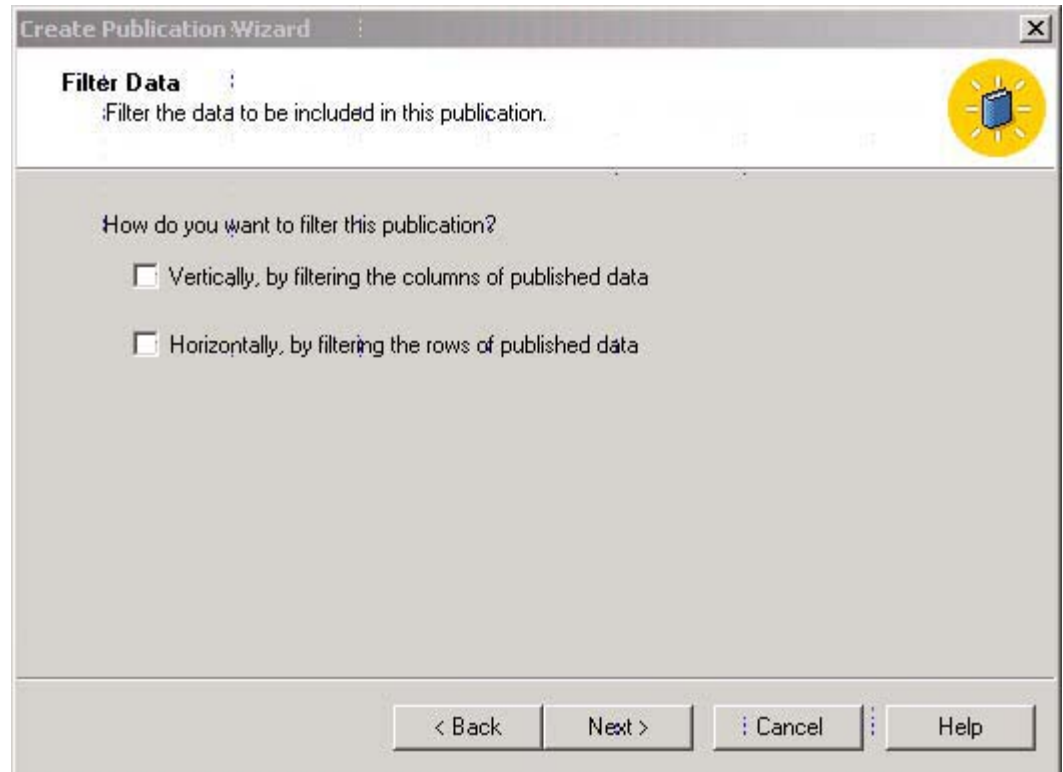 Create Publication Wizard
Filter Data
Filter the data to be included in this publication.
How do you want to filter this publication?
Vertically, by filtering the columns of published data
Horizontally, by filtering the rows of published data
< Back
Next >
Cancel
Help